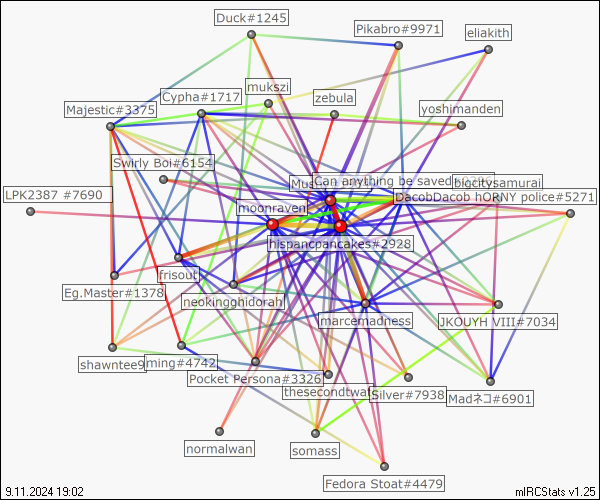 Duck#1245
Pikabro#9971
eliakith
mukszi
Cypha#1717
zebula
Majestic#3375
yoshimanden
Swirly Boi#6154
Can anything be saved
bigcitysamurai
LPK2387 #7690
DacobDacob hORNY police#5271
moonraven
hispancpancakes#2928
frisout
Eg.Master#1378
neokingghidorah
marcemadness
JKOUYH VIII#7034
shawntee9
ming#4742
Pocket Persona#3326
thesecondtwaf
Silver#7938
Madネコ#6901
normalwan
somass
Fedora Stoat#4479
9.11.2024 19:02
mIRCStats v1.25